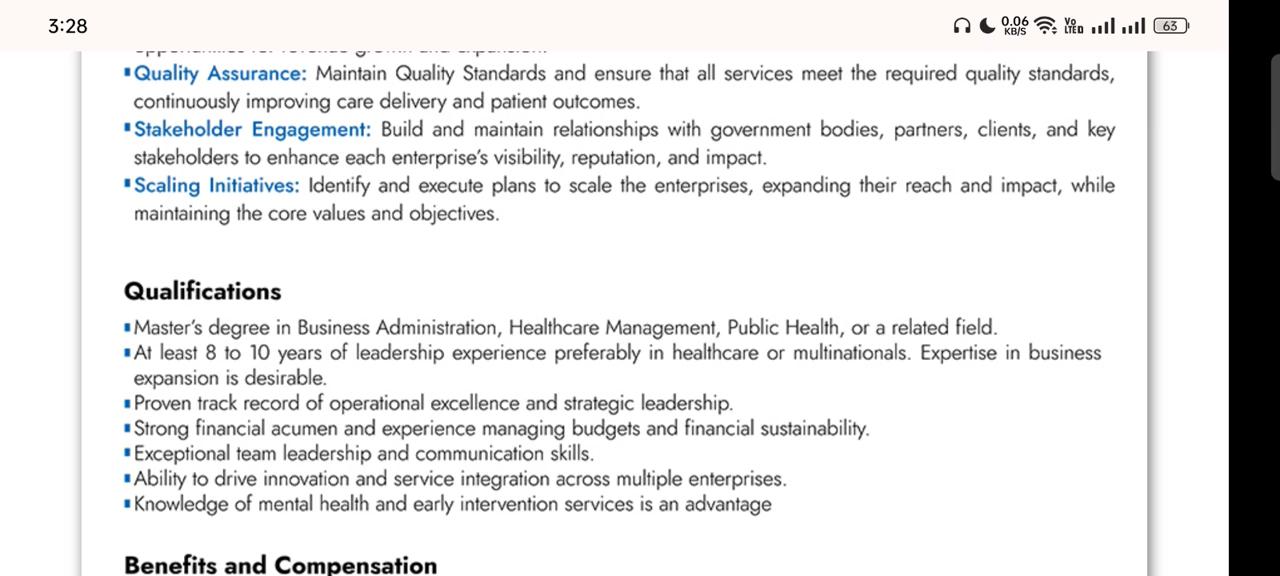 3:28
0.06 KB/S
Vo LTE
63
Quality Assurance: Maintain Quality Standards and ensure that all services meet the required quality standards,
continuously improving care delivery and patient outcomes.
Stakeholder Engagement: Build and maintain relationships with government bodies, partners, clients, and key
stakeholders to enhance each enterprise's visibility, reputation, and impact.
Scaling Initiatives: Identify and execute plans to scale the enterprises, expanding their reach and impact, while
maintaining the core values and objectives.
Qualifications
Master's degree in Business Administration, Healthcare Management, Public Health, or a related field.
At least 8 to 10 years of leadership experience preferably in healthcare or multinationals. Expertise in business
expansion is desirable.
Proven track record of operational excellence and strategic leadership.
Strong financial acumen and experience managing budgets and financial sustainability.
Exceptional team leadership and communication skills.
Ability to drive innovation and service integration across multiple enterprises.
Knowledge of mental health and early intervention services is an advantage
Benefits and Compensation